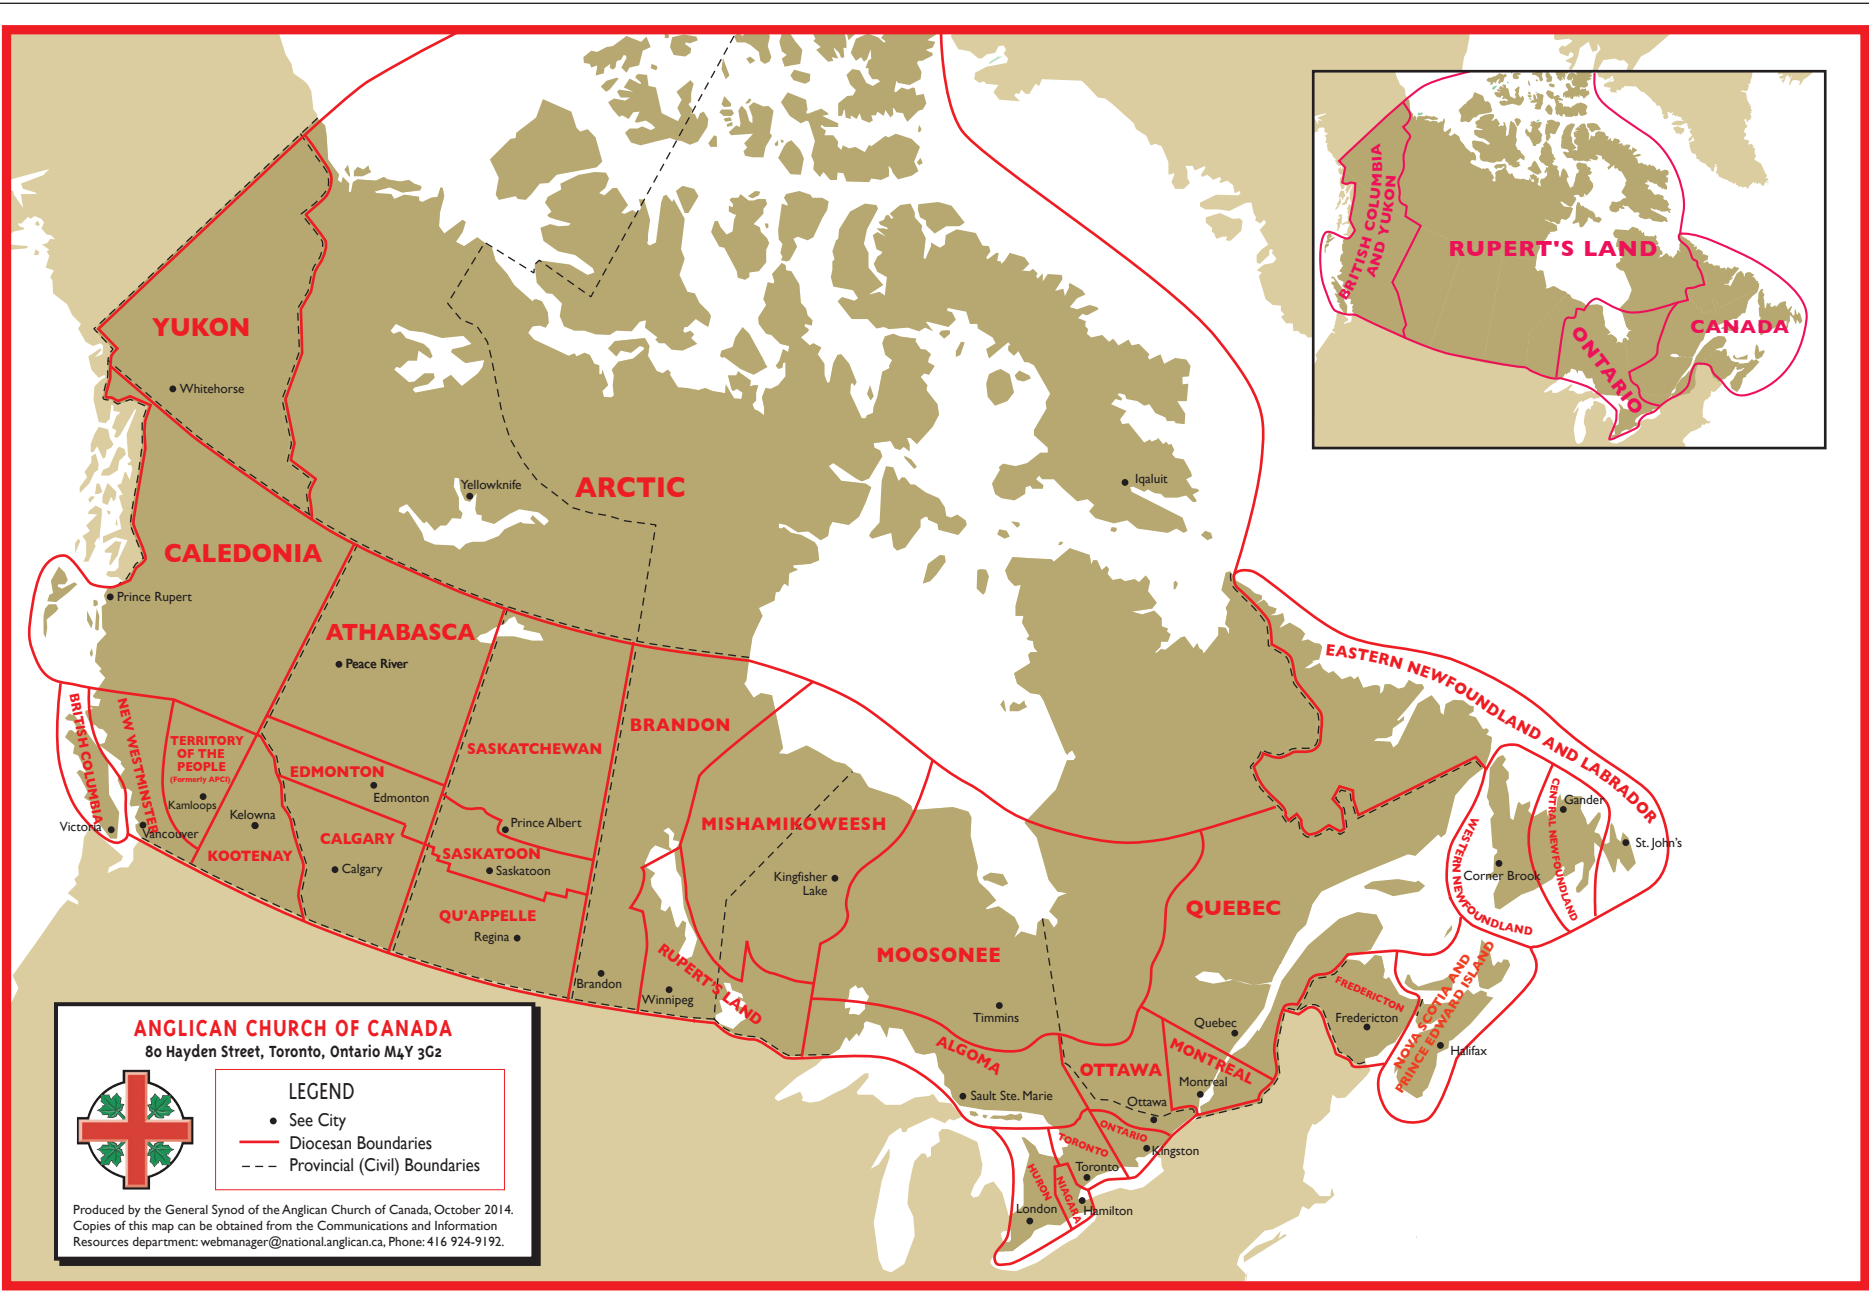 YUKON
Whitehorse
ARCTIC
Yellowknife
Iqaluit
CALEDONIA
Prince Rupert
ATHABASCA
Peace River
BRITISH COLUMBIA
Victoria
NEW WESTMINSTER
Vancouver
TERRITORY
OF THE
PEOPLE
(Formerly APCI)
Kamloops
KOOTENAY
Kelowna
EDMONTON
Edmonton
CALGARY
Calgary
SASKATCHEWAN
Prince Albert
SASKATOON
Saskatoon
QU'APPELLE
Regina
BRANDON
Brandon
RUPERT'S LAND
Winnipeg
MISHAMIKOWEESH
Kingfisher
Lake
MOOSONEE
Timmins
ALGOMA
Sault Ste. Marie
OTTAWA
Ottawa
ONTARIO
Kingston
TORONTO
Toronto
HURON
London
NIAGARA
Hamilton
MONTREAL
Montreal
QUEBEC
Quebec
FREDERICTON
Fredericton
NOVA SCOTIA AND
PRINCE EDWARD ISLAND
Halifax
EASTERN NEWFOUNDLAND AND LABRADOR
St. John's
CENTRAL NEWFOUNDLAND
Gander
WESTERN NEWFOUNDLAND
Corner Brook
BRITISH COLUMBIA
AND YUKON
RUPERT'S LAND
ONTARIO
CANADA
ANGLICAN CHURCH OF CANADA
80 Hayden Street, Toronto, Ontario M4Y 3G2
LEGEND
See City
Diocesan Boundaries
Provincial (Civil) Boundaries
Produced by the General Synod of the Anglican Church of Canada, October 2014.
Copies of this map can be obtained from the Communications and Information
Resources department: webmanager@national.anglican.ca, Phone: 416 924-9192.